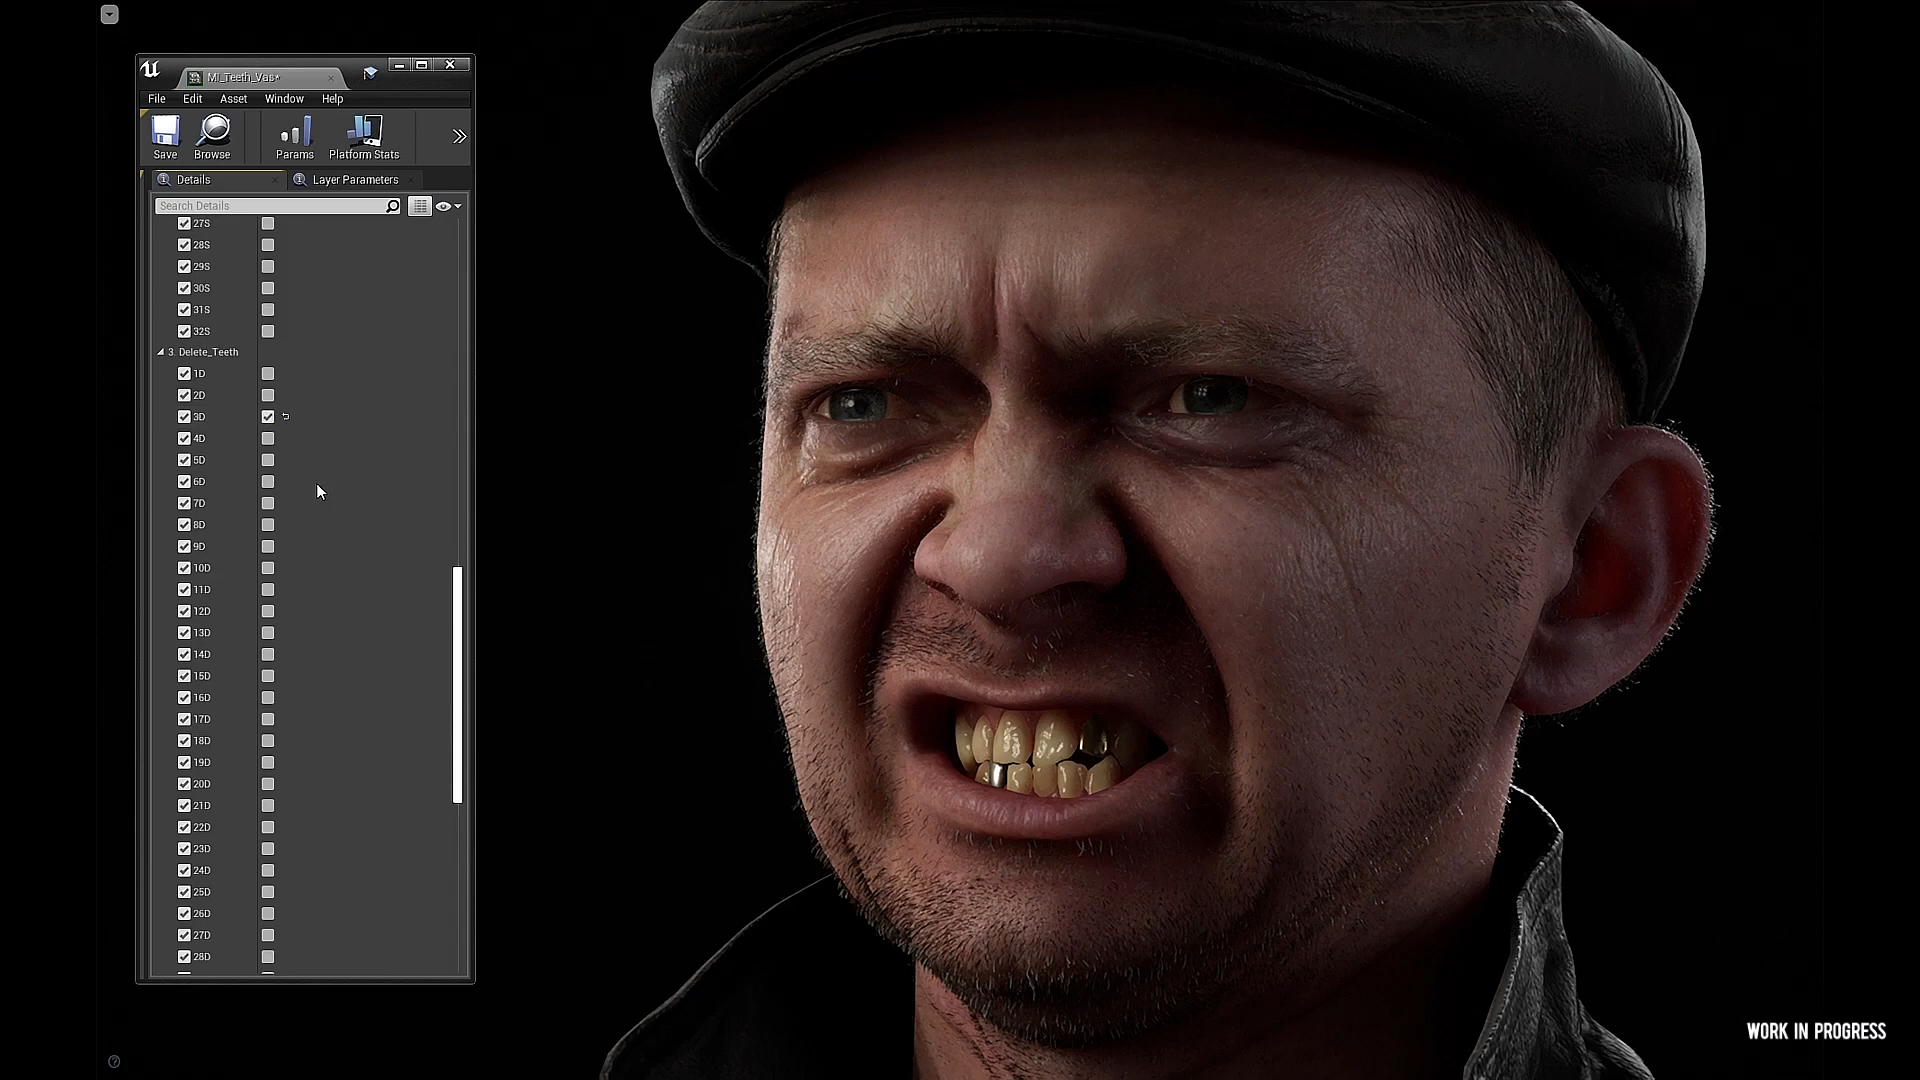 MI_Teeth_Vas*
File Edit Asset Window Help
Save Browse Params Platform Stats
Details Layer Parameters
Search Details
27S
28S
29S
30S
31S
32S
3. Delete_Teeth
1D
2D
3D
4D
5D
6D
7D
8D
9D
10D
11D
12D
13D
14D
15D
16D
17D
18D
19D
20D
21D
22D
23D
24D
25D
26D
27D
28D
WORK IN PROGRESS